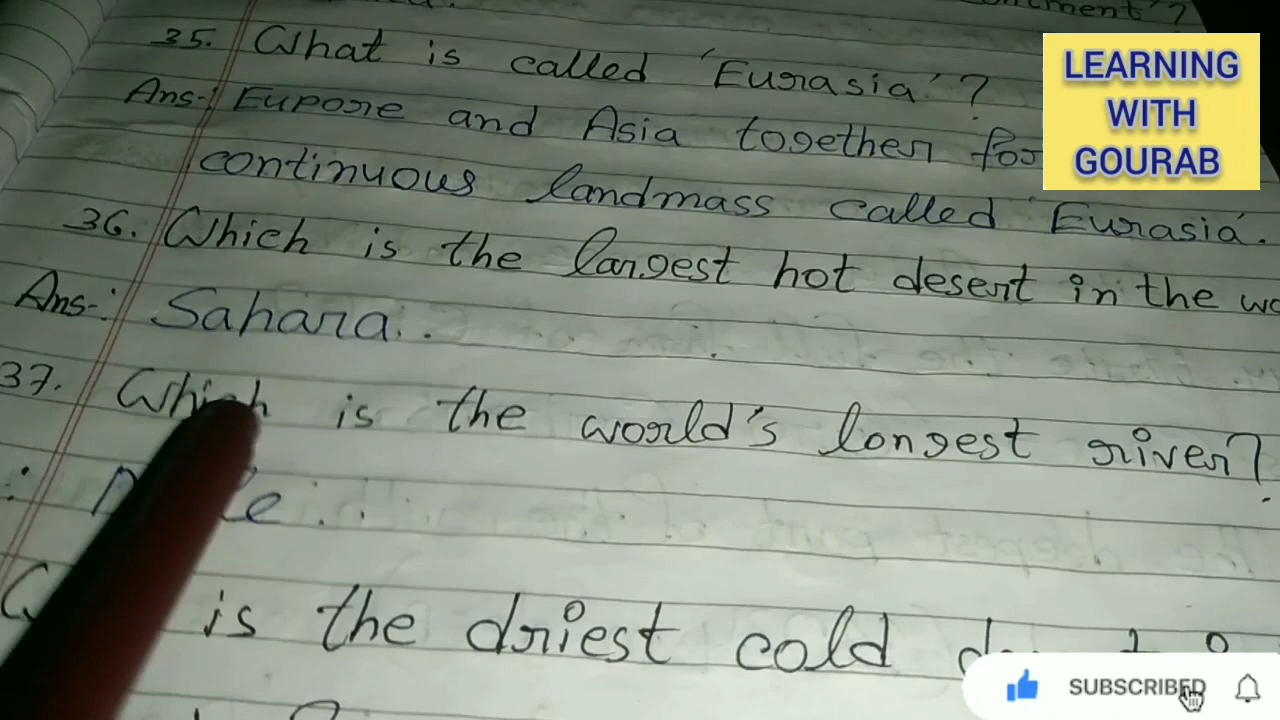 35. What is called 'Eurasia'?
LEARNING
WITH
GOURAB
Ans-: Eupore and Asia together
continuous landmass called 'Eurasia'.
36. Which is the largest hot desert in the
Ans-: Sahara.
37. Which is the world's longest river?
is the driest cold
SUBSCRIBED